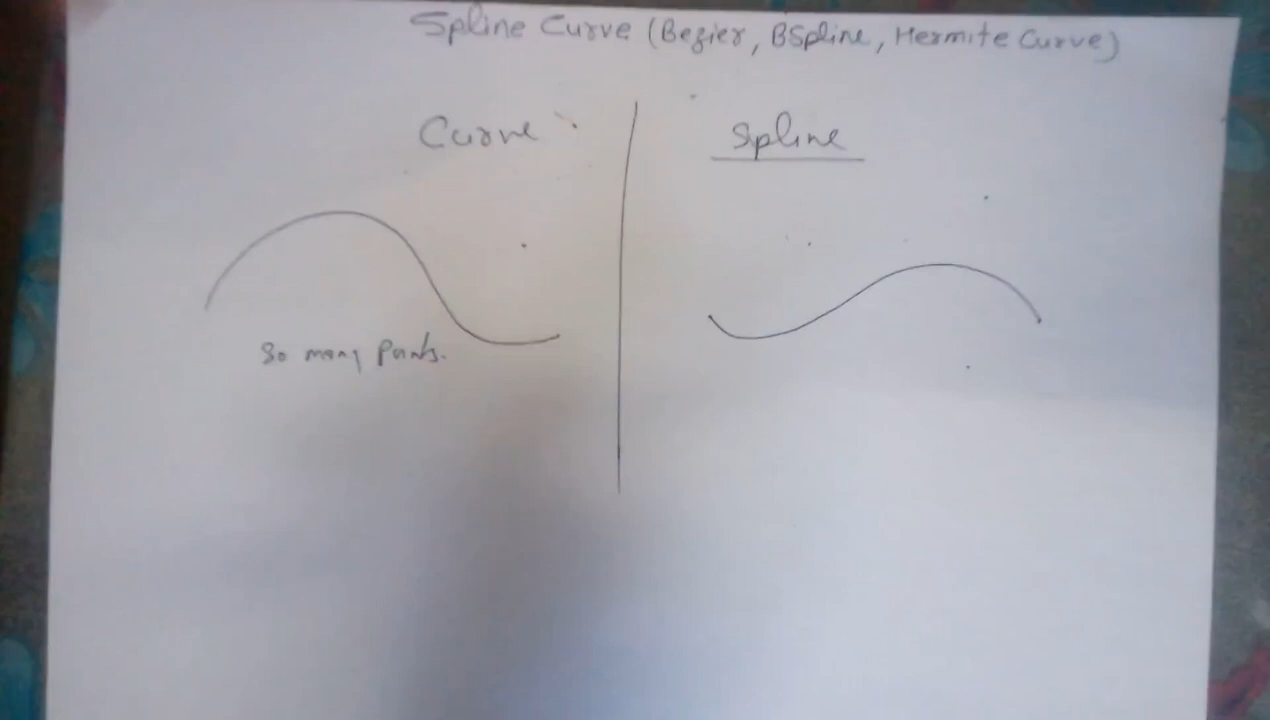 Spline Curve (Bezier, BSpline, Hermite Curve)
Curve
Spline
So many Points.